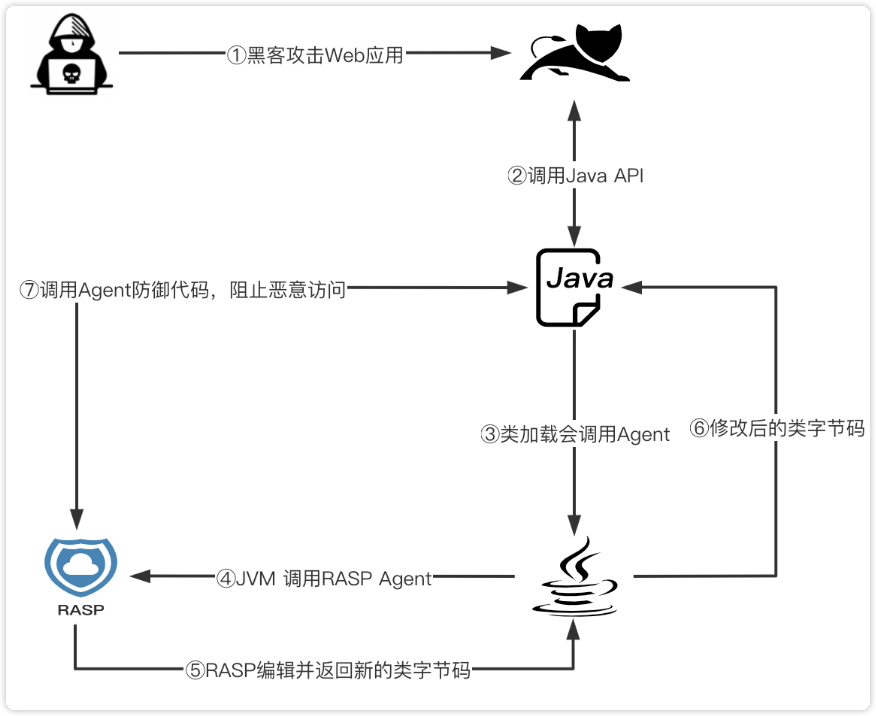 ①黑客攻击Web应用
②调用Java API
⑦调用Agent防御代码，阻止恶意访问
Java
③类加载会调用Agent
⑥修改后的类字节码
④JVM 调用RASP Agent
RASP
⑤RASP编辑并返回新的类字节码